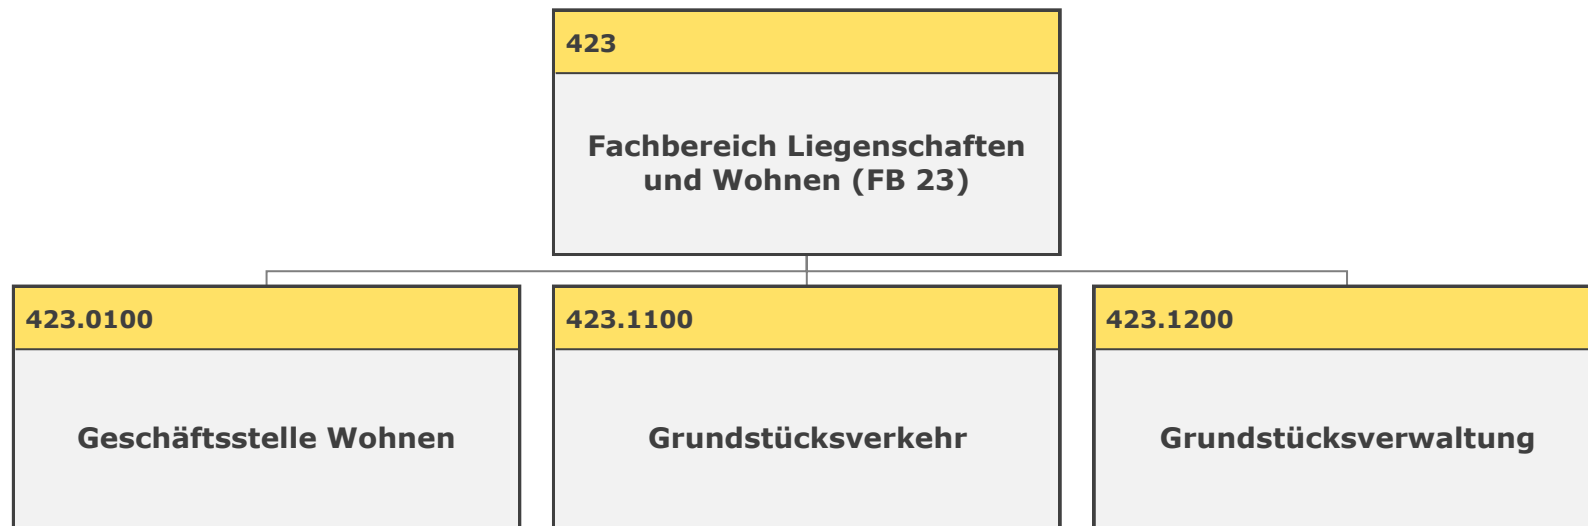 423
Fachbereich Liegenschaften
und Wohnen (FB 23)
423.0100
Geschäftsstelle Wohnen
423.1100
Grundstücksverkehr
423.1200
Grundstücksverwaltung